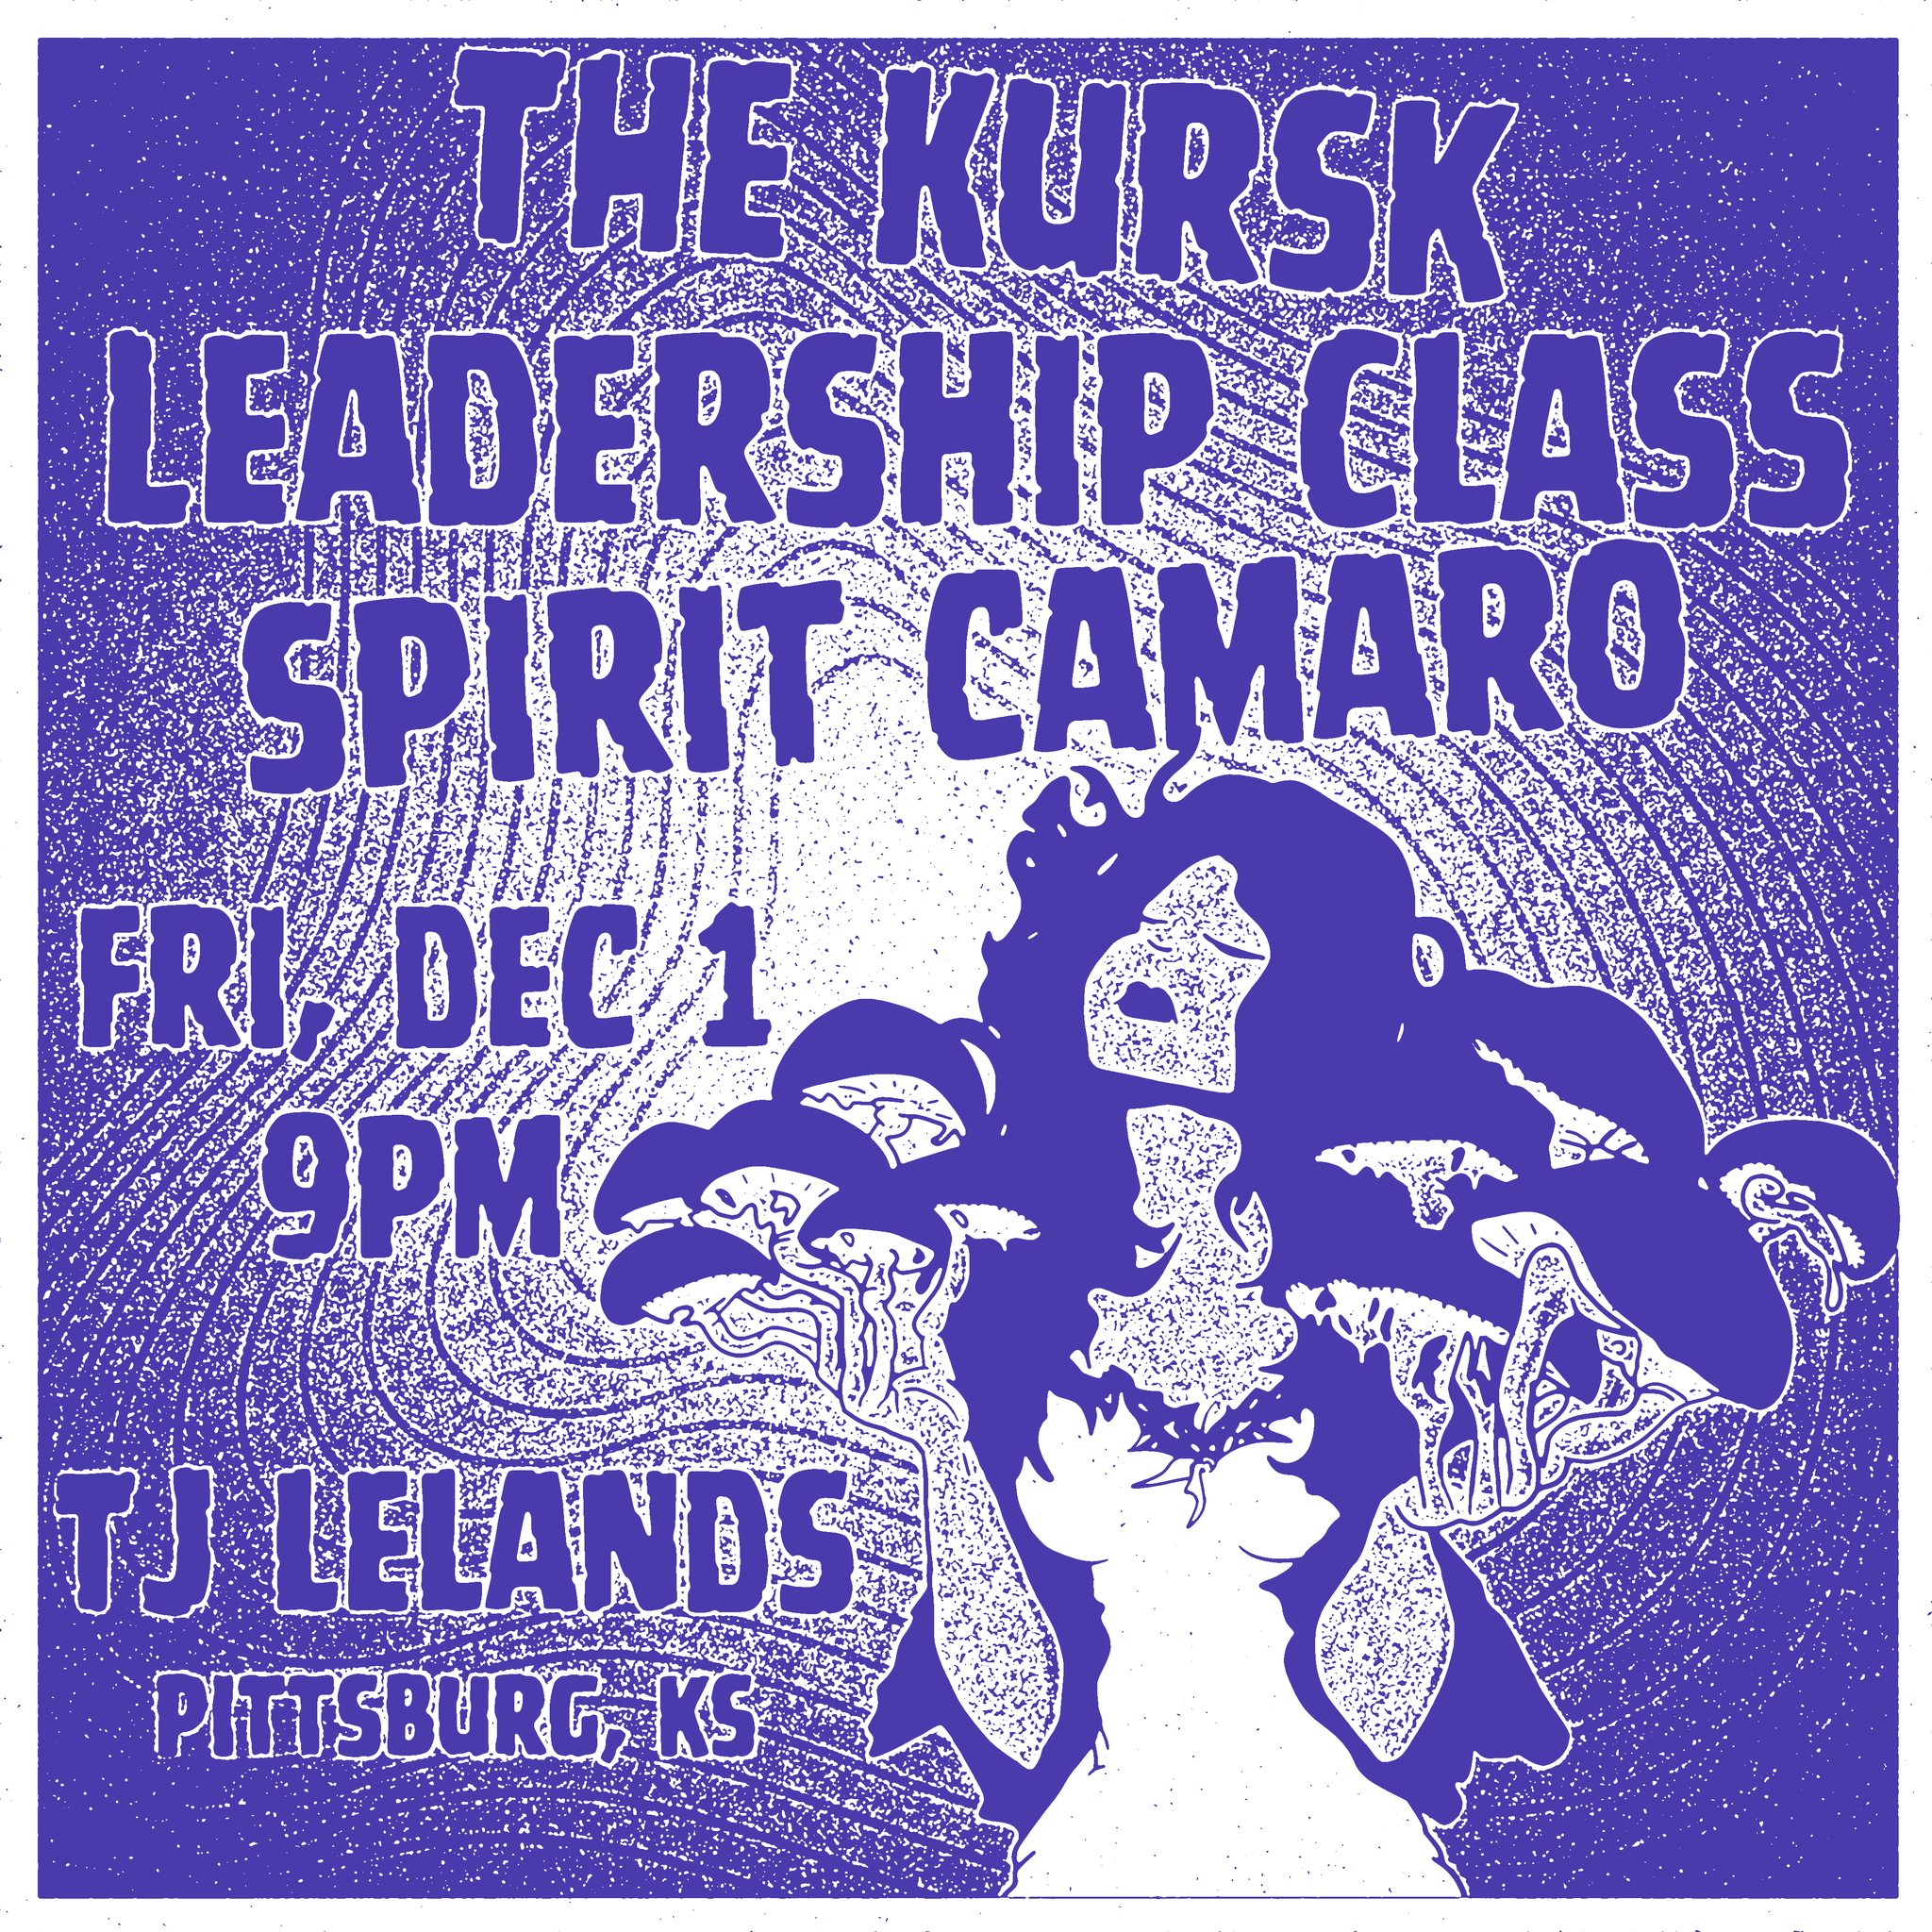 THE KURSK
LEADERSHIP CLASS
SPIRIT CAMARO
FRI, DEC 1
9PM
TJ LELANDS
PITTSBURG, KS